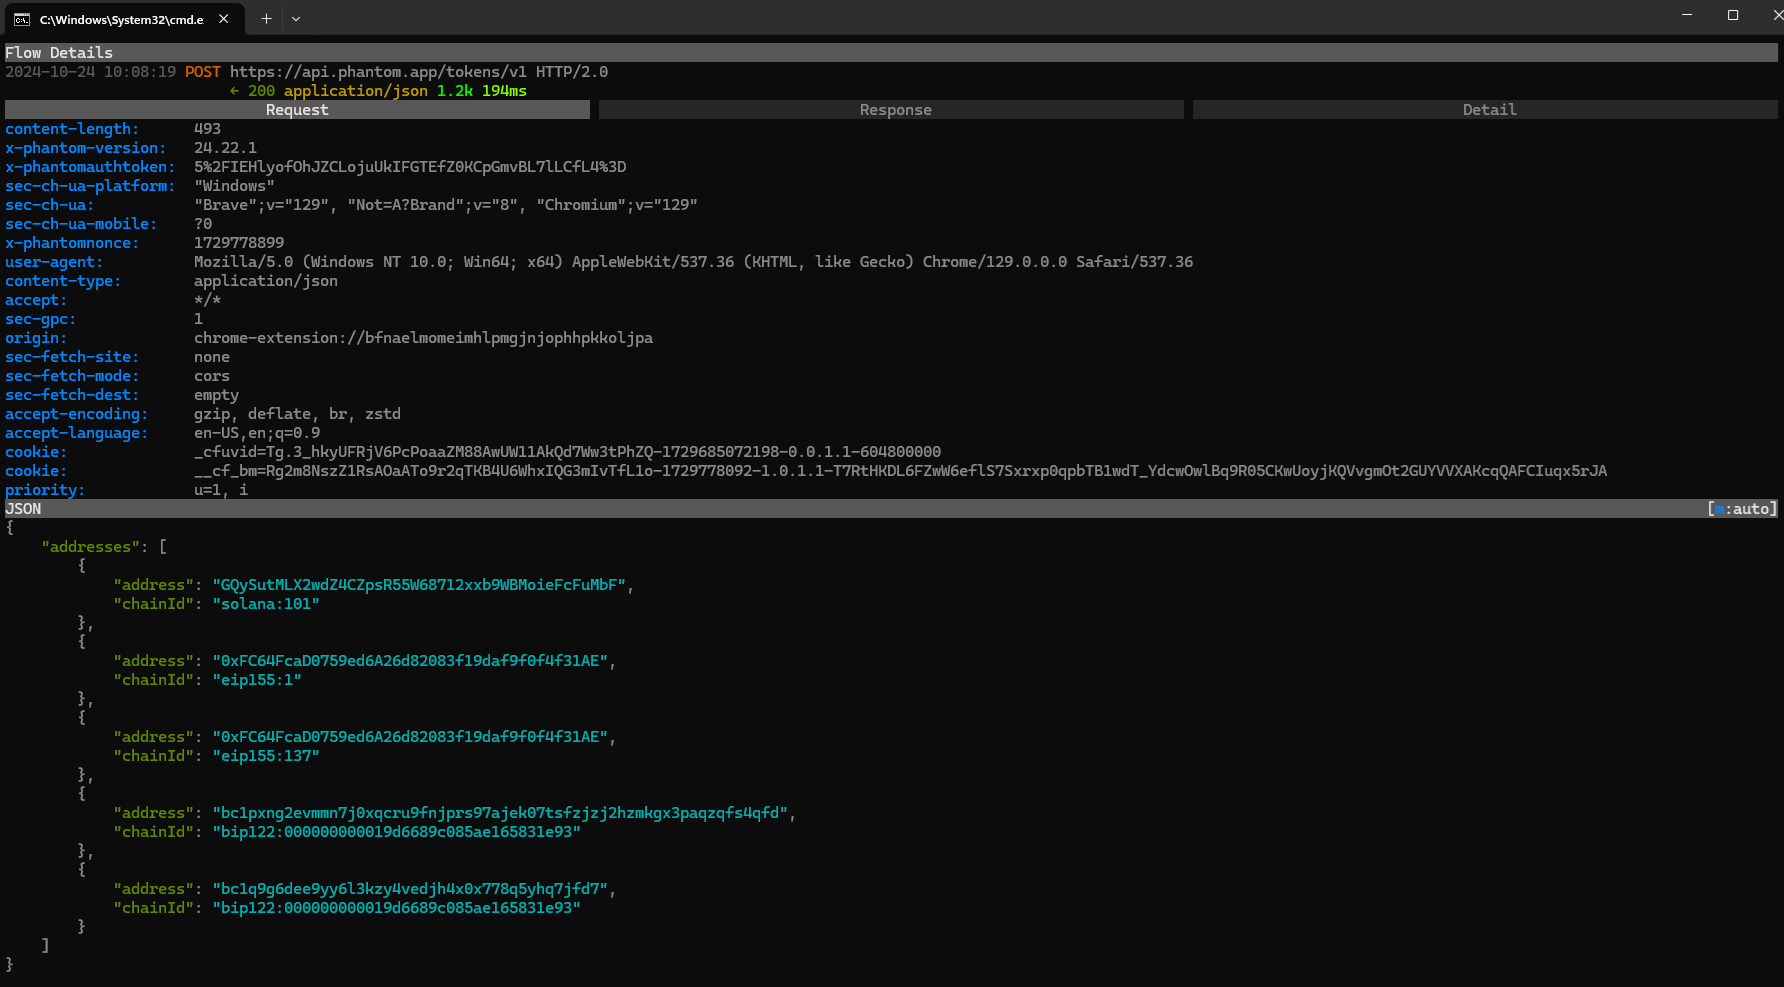 C:\Windows\System32\cmd.e
Flow Details
2024-10-24 10:08:19 POST https://api.phantom.app/tokens/v1 HTTP/2.0
← 200 application/json 1.2k 194ms
Request Response Detail
content-length: 493
x-phantom-version: 24.22.1
x-phantomauthtoken: 5%2FIEHlyofOhJZCLojuUkIFGTEfZ0KCpGmvBL7lLCfL4%3D
sec-ch-ua-platform: "Windows"
sec-ch-ua: "Brave";v="129", "Not=A?Brand";v="8", "Chromium";v="129"
sec-ch-ua-mobile: ?0
x-phantomnonce: 1729778899
user-agent: Mozilla/5.0 (Windows NT 10.0; Win64; x64) AppleWebKit/537.36 (KHTML, like Gecko) Chrome/129.0.0.0 Safari/537.36
content-type: application/json
accept: */*
sec-gpc: 1
origin: chrome-extension://bfnaelmomeimhlpmgjnjophhpkkoljpa
sec-fetch-site: none
sec-fetch-mode: cors
sec-fetch-dest: empty
accept-encoding: gzip, deflate, br, zstd
accept-language: en-US,en;q=0.9
cookie: _cfuvid=Tg.3_hkyUFRjV6PcPoaaZM88AwUW11AkQd7Ww3tPhZQ-1729685072198-0.0.1.1-604800000
cookie: __cf_bm=Rg2m8NszZ1RsAOaATo9r2qTKB4U6WhxIQG3mIvTfL1o-1729778092-1.0.1.1-T7RtHKDL6FZwW6eflS7Sxrxp0qpbTB1wdT_YdcwOwlBq9R05CKwUoyjKQVvgmOt2GUYVVXAKcqQAFCIuqx5rJA
priority: u=1, i
JSON [m:auto]
{
"addresses": [
{
"address": "GQySutMLX2wdZ4CZpsR55W68712xxb9WBMoieFcFuMbF",
"chainId": "solana:101"
},
{
"address": "0xFC64FcaD0759ed6A26d82083f19daf9f0f4f31AE",
"chainId": "eip155:1"
},
{
"address": "0xFC64FcaD0759ed6A26d82083f19daf9f0f4f31AE",
"chainId": "eip155:137"
},
{
"address": "bc1pxng2evmmn7j0xqcru9fnjprs97ajek07tsfzjzj2hzmkgx3paqzqfs4qfd",
"chainId": "bip122:000000000019d6689c085ae165831e93"
},
{
"address": "bc1q9g6dee9yy6l3kzy4vedjh4x0x778q5yhq7jfd7",
"chainId": "bip122:000000000019d6689c085ae165831e93"
}
]
}